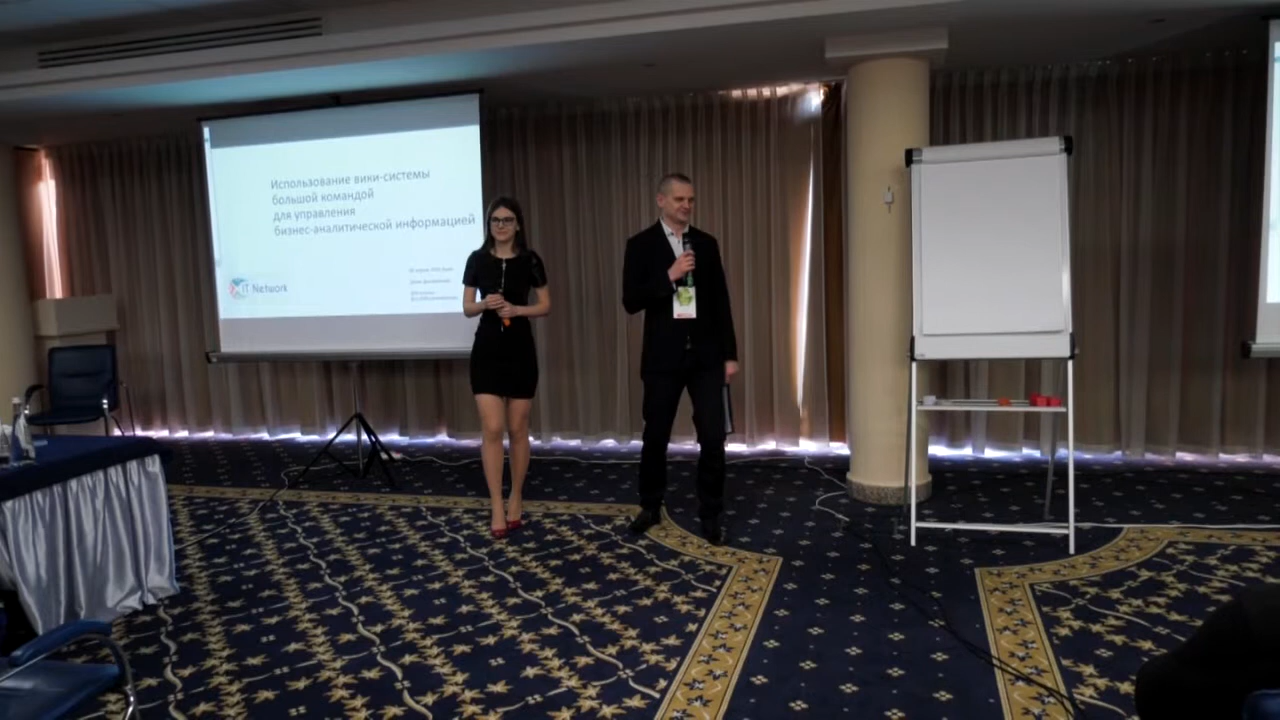 Использование вики-системы
большой командой
для управления
бизнес-аналитической информацией
IT Network